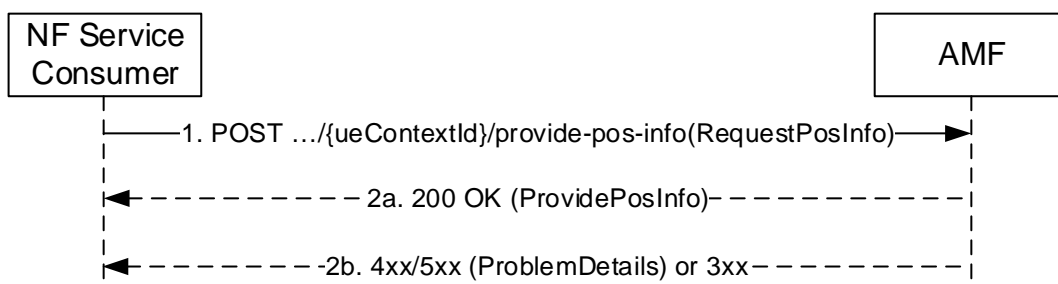 NF Service
Consumer
AMF
1. POST …/{ueContextId}/provide-pos-info(RequestPosInfo)
2a. 200 OK (ProvidePosInfo)
2b. 4xx/5xx (ProblemDetails) or 3xx